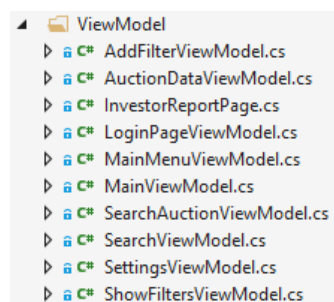 ViewModel
C# AddFilterViewModel.cs
C# AuctionDataViewModel.cs
C# InvestorReportPage.cs
C# LoginPageViewModel.cs
C# MainMenuViewModel.cs
C# MainViewModel.cs
C# SearchAuctionViewModel.cs
C# SearchViewModel.cs
C# SettingsViewModel.cs
C# ShowFiltersViewModel.cs